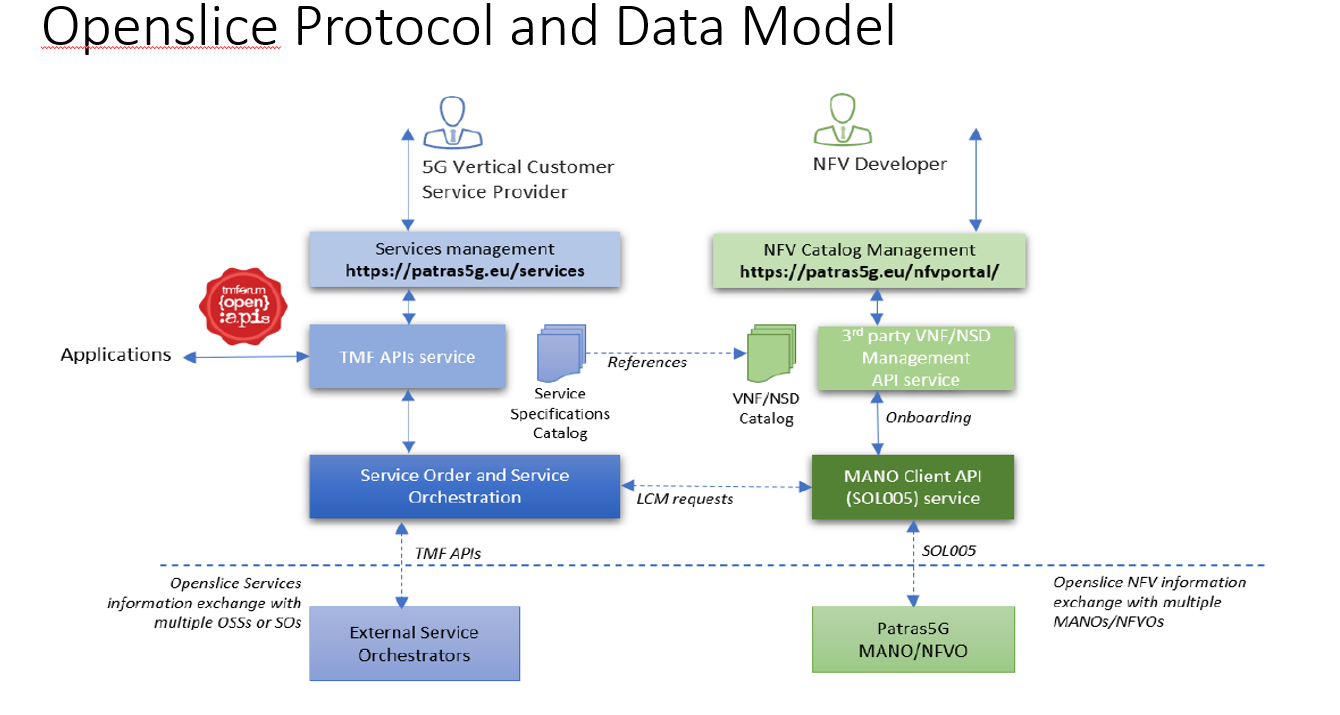 Openslice Protocol and Data Model
5G Vertical Customer
Service Provider
NFV Developer
Services management
https://patras5g.eu/services
NFV Catalog Management
https://patras5g.eu/nfvportal/
tmforum
{open}
:apis
Applications
TMF APIs service
References
3rd party VNF/NSD
Management
API service
Service
Specifications
Catalog
VNF/NSD
Catalog
Onboarding
Service Order and Service
Orchestration
LCM requests
MANO Client API
(SOL005) service
TMF APIs
SOL005
Openslice Services
information exchange with
multiple OSSs or SOs
Openslice NFV information
exchange with multiple
MANOs/NFVOs
External Service
Orchestrators
Patras5G
MANO/NFVO